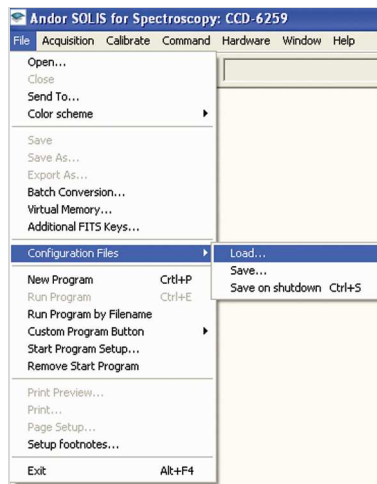 Andor SOLIS for Spectroscopy: CCD-6259
File Acquisition Calibrate Command Hardware Window Help
Open...
Close
Send To...
Color scheme
Save
Save As...
Export As...
Batch Conversion...
Virtual Memory...
Additional FITS Keys...
Configuration Files
Load...
Save...
Save on shutdown Ctrl+S
New Program Crtl+P
Run Program Ctrl+E
Run Program by Filename
Custom Program Button
Start Program Setup...
Remove Start Program
Print Preview...
Print...
Page Setup...
Setup footnotes...
Exit Alt+F4